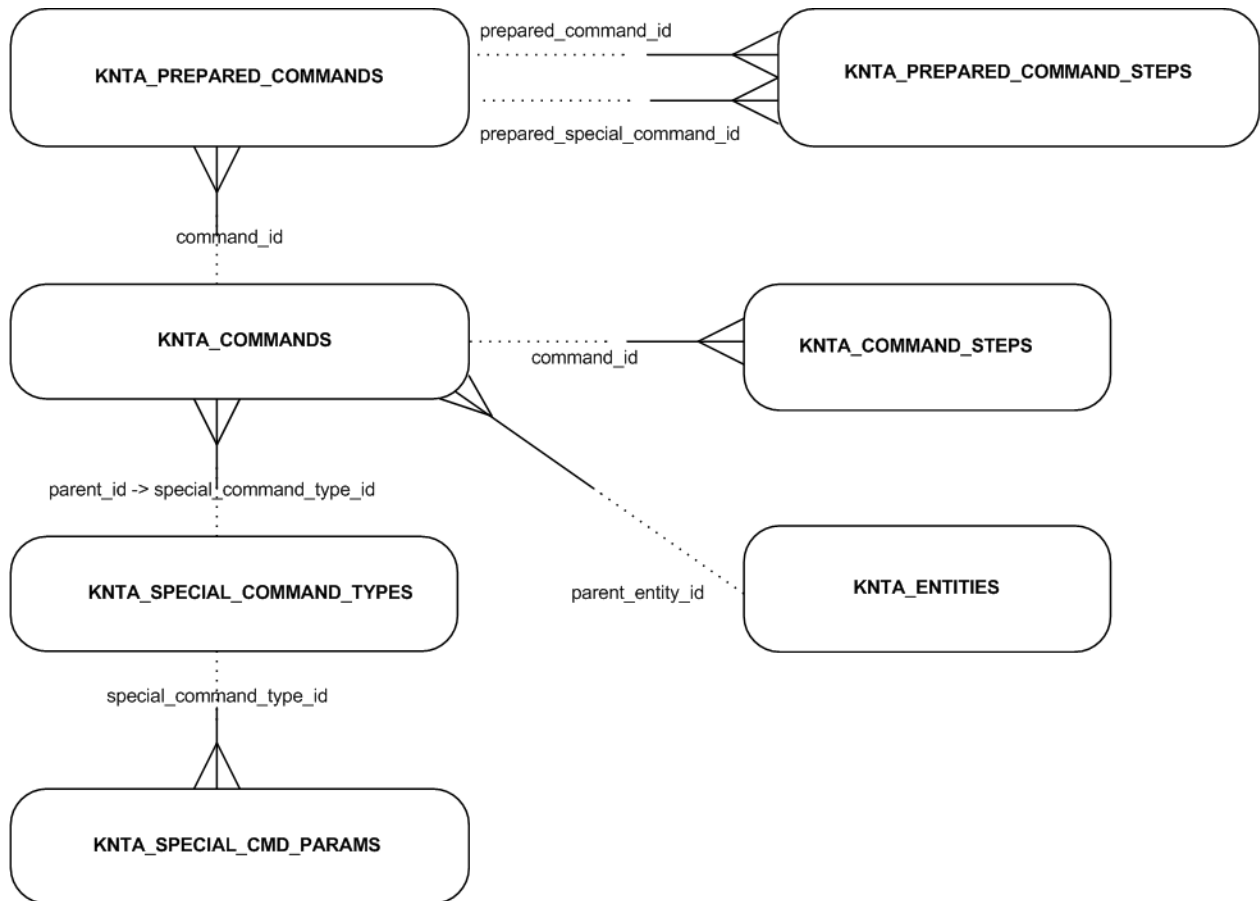 prepared_command_id
KNTA_PREPARED_COMMANDS
KNTA_PREPARED_COMMAND_STEPS
prepared_special_command_id
command_id
KNTA_COMMANDS
KNTA_COMMAND_STEPS
command_id
parent_id -> special_command_type_id
KNTA_SPECIAL_COMMAND_TYPES
KNTA_ENTITIES
parent_entity_id
special_command_type_id
KNTA_SPECIAL_CMD_PARAMS